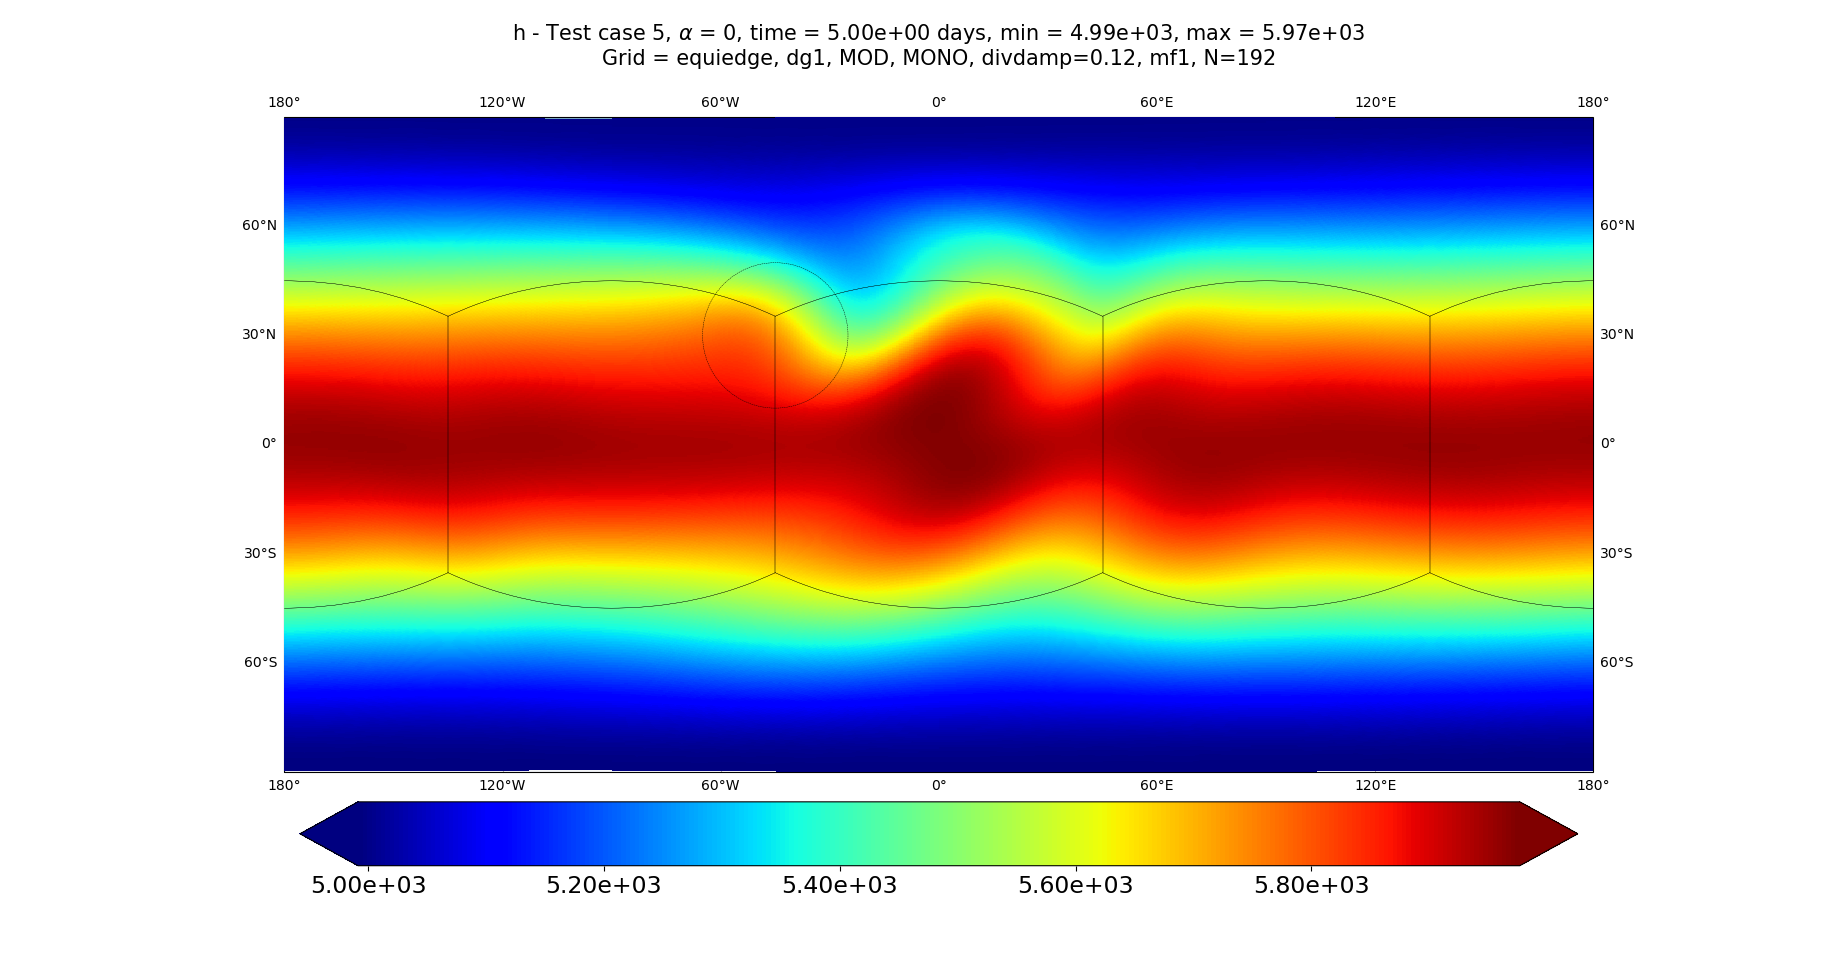 h - Test case 5, α = 0, time = 5.00e+00 days, min = 4.99e+03, max = 5.97e+03
Grid = equiedge, dg1, MOD, MONO, divdamp=0.12, mf1, N=192
180° 120°W 60°W 0° 60°E 120°E 180°
60°N 60°N
30°N 30°N
0° 0°
30°S 30°S
60°S 60°S
180° 120°W 60°W 0° 60°E 120°E 180°
5.00e+03 5.20e+03 5.40e+03 5.60e+03 5.80e+03